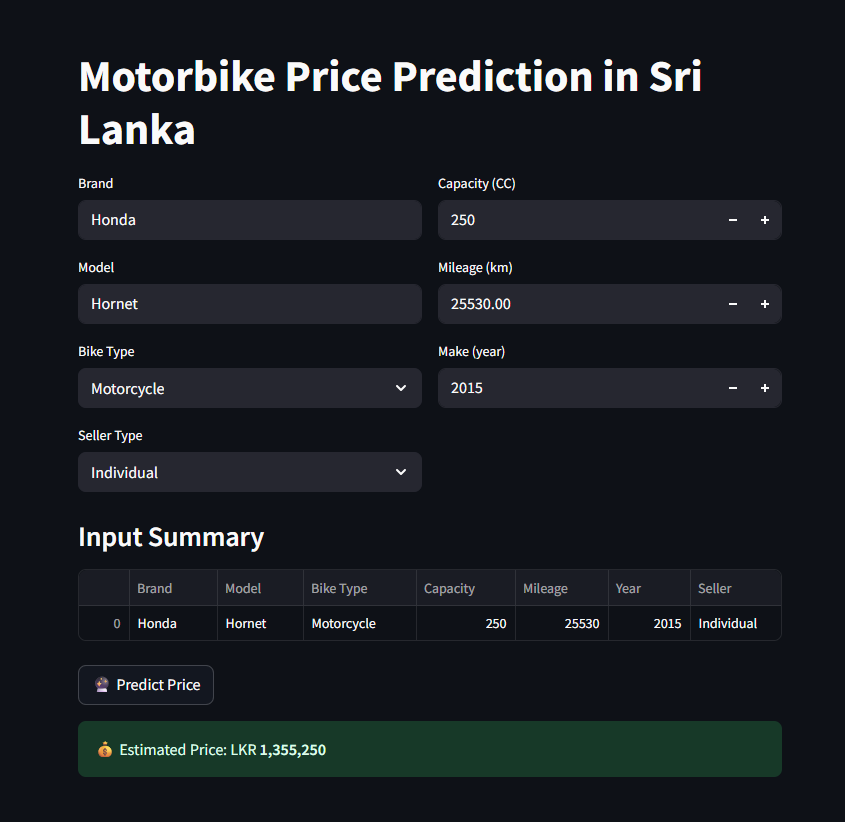 Motorbike Price Prediction in Sri
Lanka
Brand
Honda
Capacity (CC)
250
Model
Hornet
Mileage (km)
25530.00
Bike Type
Motorcycle
Make (year)
2015
Seller Type
Individual
Input Summary
Brand Model Bike Type Capacity Mileage Year Seller
0 Honda Hornet Motorcycle 250 25530 2015 Individual
Predict Price
Estimated Price: LKR 1,355,250